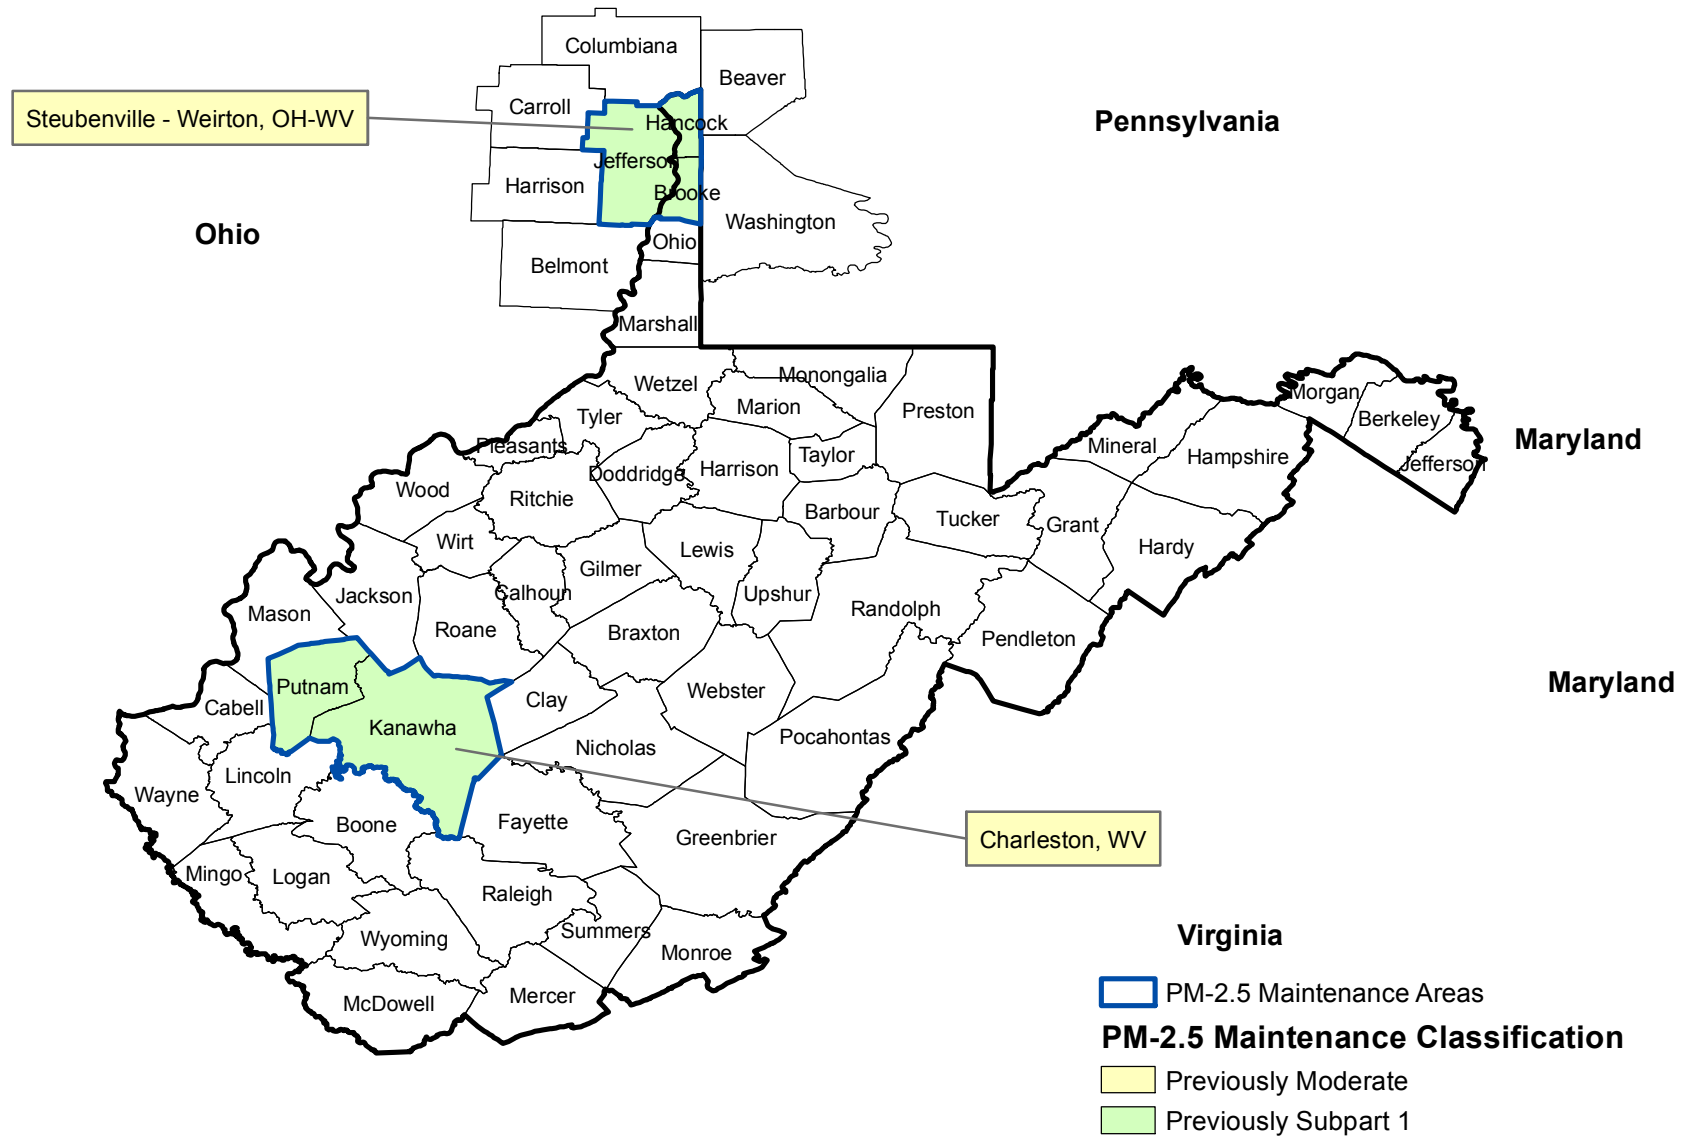 Columbiana
Beaver
Carroll
Steubenville - Weirton, OH-WV
Hancock
Pennsylvania
Jefferson
Harrison
Brooke
Washington
Ohio
Ohio
Belmont
Marshall
Monongalia
Wetzel
Morgan
Marion
Preston
Tyler
Berkeley
Maryland
Pleasants
Mineral
Hampshire
Taylor
Jefferson
Harrison
Doddridge
Wood
Ritchie
Barbour
Tucker
Grant
Wirt
Hardy
Lewis
Gilmer
Calhoun
Upshur
Jackson
Randolph
Mason
Roane
Braxton
Pendleton
Maryland
Putnam
Webster
Clay
Cabell
Kanawha
Pocahontas
Nicholas
Lincoln
Wayne
Fayette
Boone
Greenbrier
Charleston, WV
Mingo
Logan
Raleigh
Summers
Virginia
Wyoming
Monroe
PM-2.5 Maintenance Areas
Mercer
McDowell
PM-2.5 Maintenance Classification
Previously Moderate
Previously Subpart 1